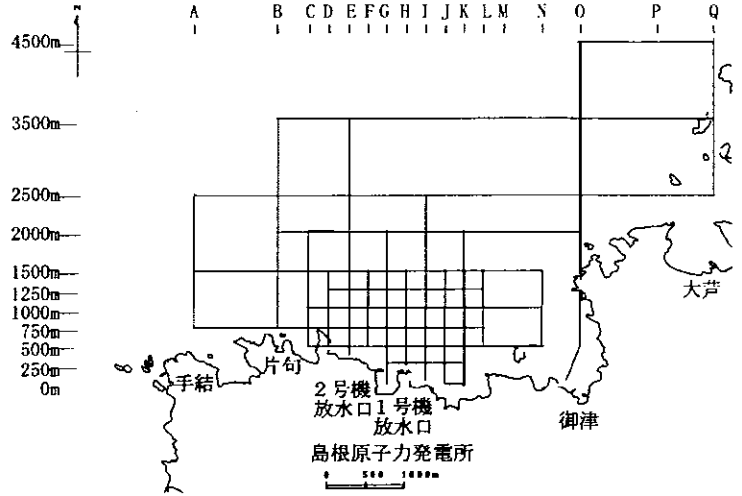 A B C D E F G H I J K L M N O P Q
N
4500m
3500m
2500m
2000m
1500m
1250m
1000m
750m
500m
250m
0m
大芦
片句
手結
2号機
放水口
1号機
放水口
御津
島根原子力発電所
0 500 1000m